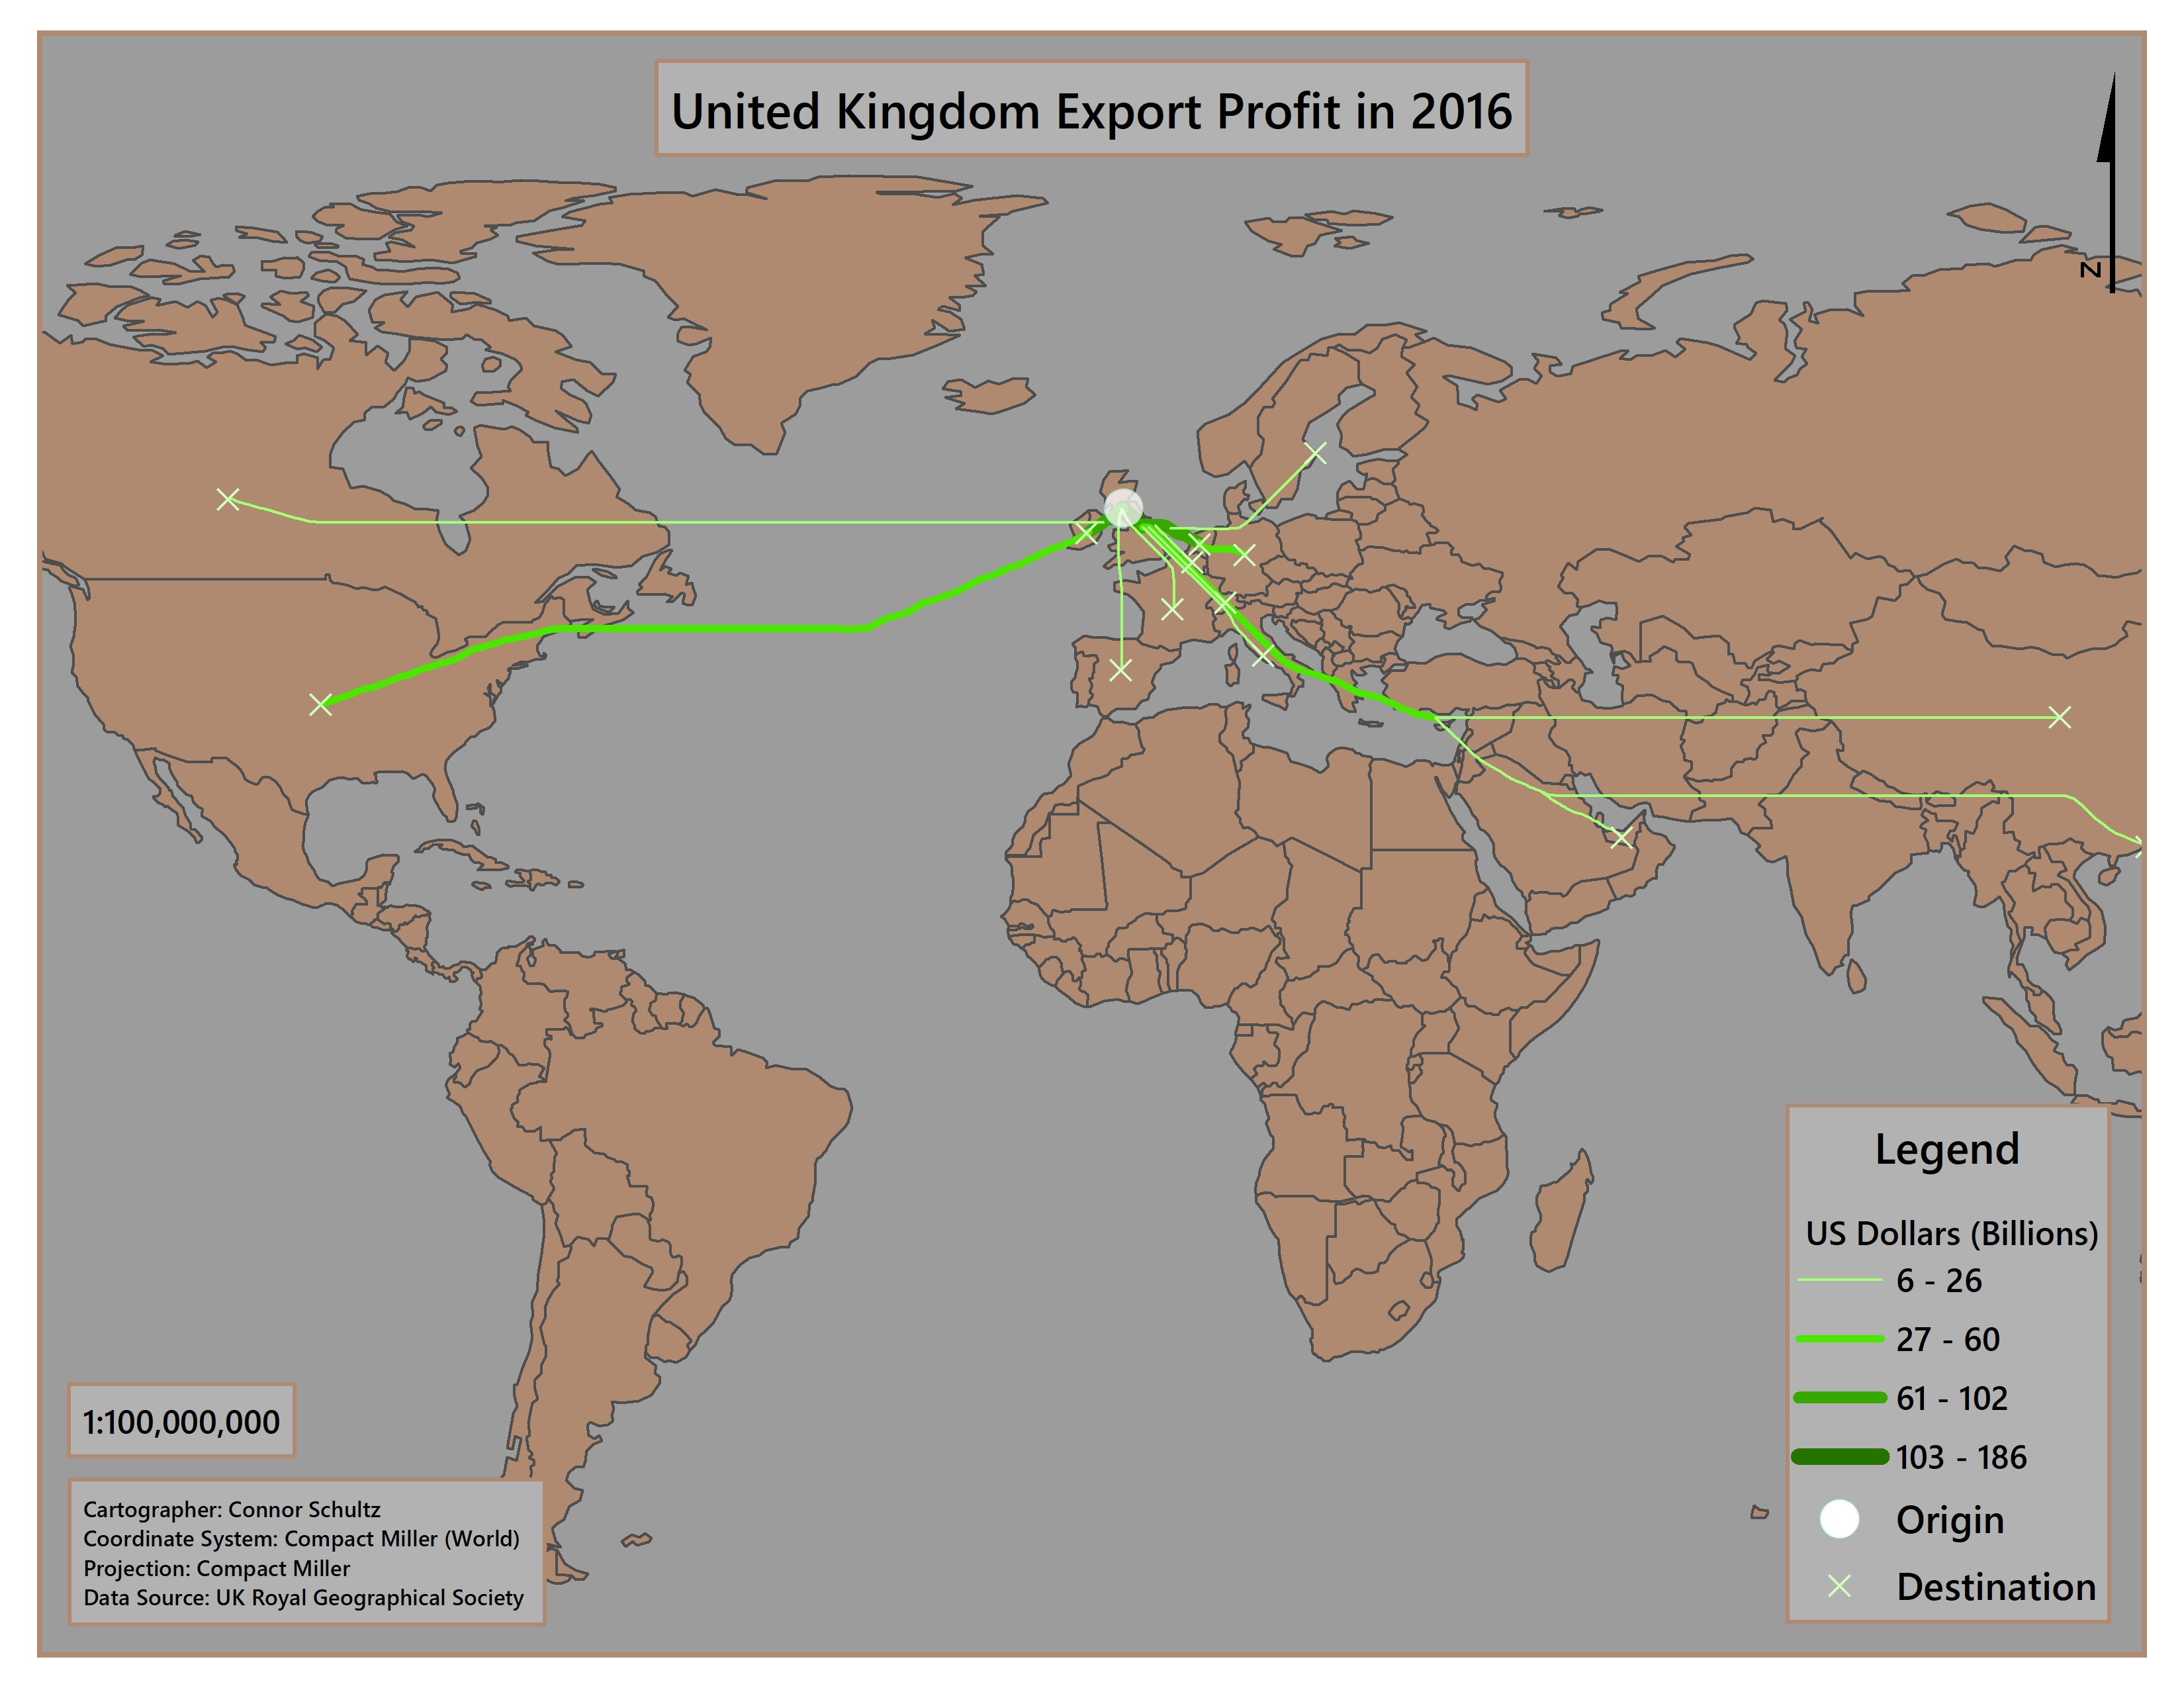 United Kingdom Export Profit in 2016
N
Legend
US Dollars (Billions)
6 - 26
27 - 60
61 - 102
103 - 186
Origin
Destination
1:100,000,000
Cartographer: Connor Schultz
Coordinate System: Compact Miller (World)
Projection: Compact Miller
Data Source: UK Royal Geographical Society